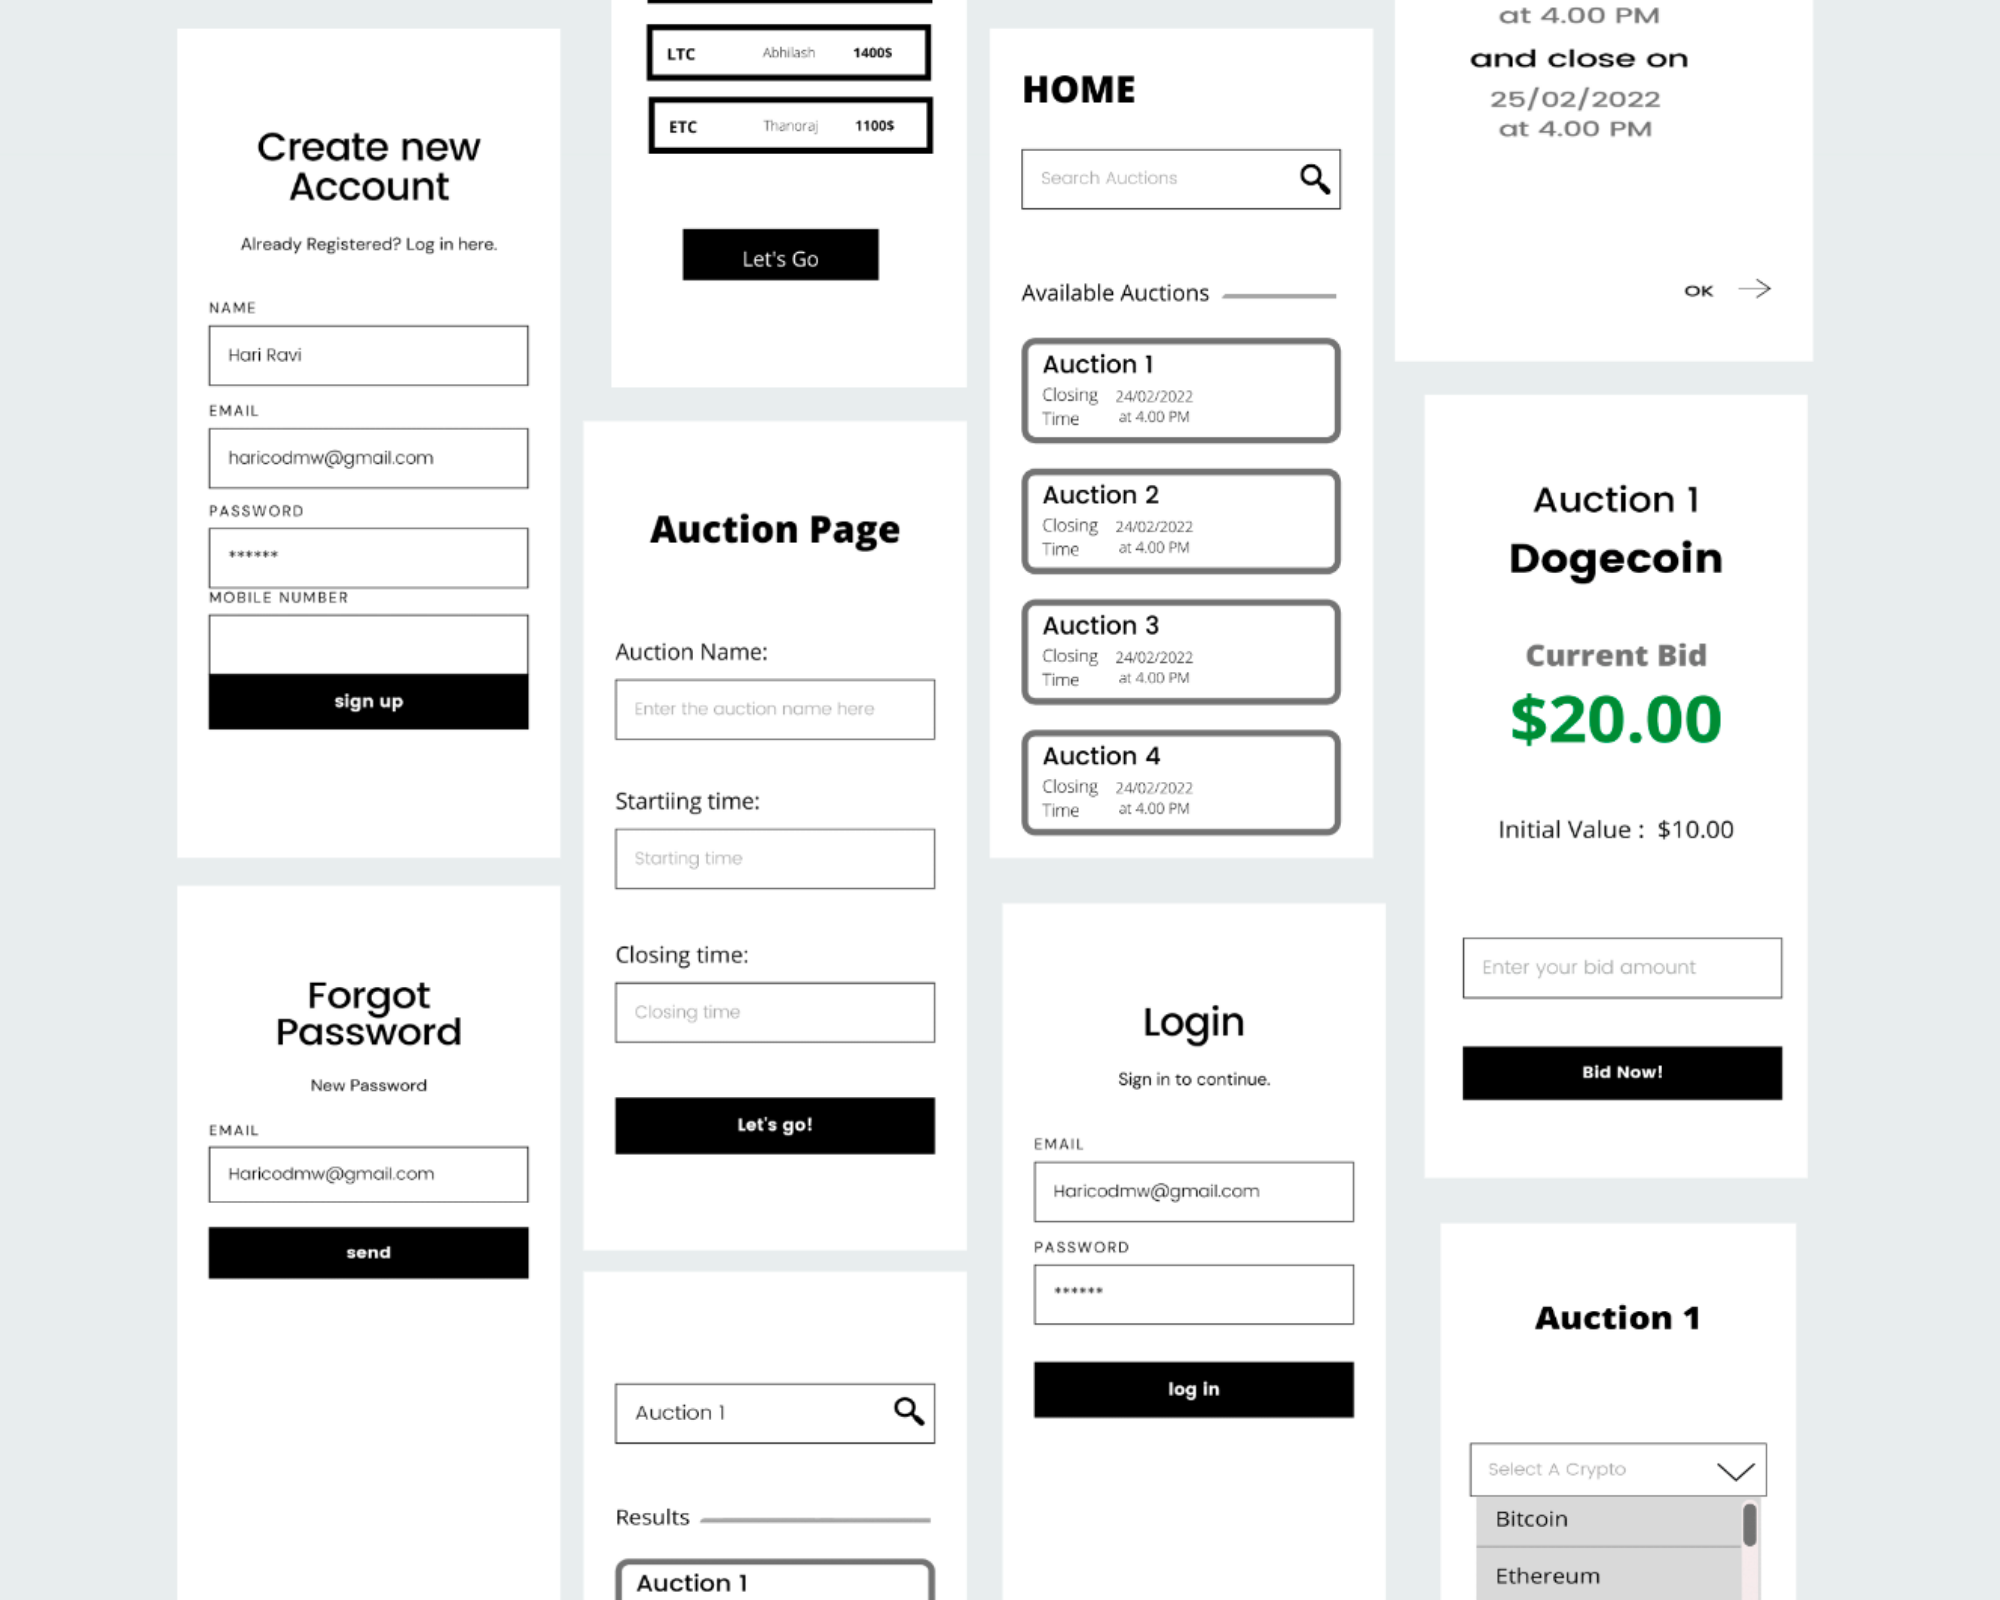 Create new
Account
Already Registered? Log in here.
NAME
Hari Ravi
EMAIL
haricodmw@gmail.com
PASSWORD
******
MOBILE NUMBER
sign up
Forgot
Password
New Password
EMAIL
Haricodmw@gmail.com
send
LTC Abhilash 1400$
ETC Thanoraj 1100$
Let's Go
Auction Page
Auction Name:
Enter the auction name here
Startiing time:
Starting time
Closing time:
Closing time
Let's go!
Auction 1
Results
Auction 1
HOME
Search Auctions
Available Auctions
Auction 1
Closing 24/02/2022
Time at 4.00 PM
Auction 2
Closing 24/02/2022
Time at 4.00 PM
Auction 3
Closing 24/02/2022
Time at 4.00 PM
Auction 4
Closing 24/02/2022
Time at 4.00 PM
Login
Sign in to continue.
EMAIL
Haricodmw@gmail.com
PASSWORD
******
log in
at 4.00 PM
and close on
25/02/2022
at 4.00 PM
OK
Auction 1
Dogecoin
Current Bid
$20.00
Initial Value : $10.00
Enter your bid amount
Bid Now!
Auction 1
Select A Crypto
Bitcoin
Ethereum